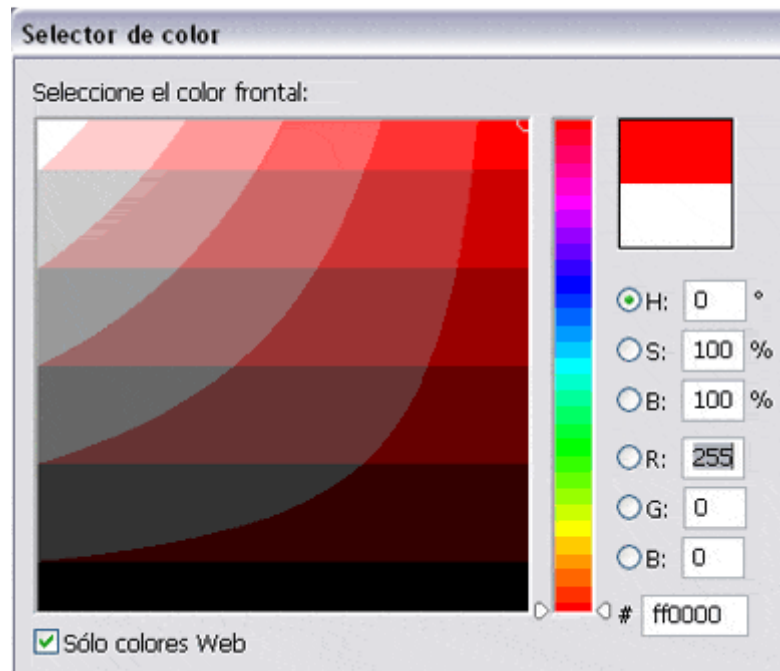 Selector de color
Seleccione el color frontal:
H: 0 °
S: 100 %
B: 100 %
R: 255
G: 0
B: 0
# ff0000
Sólo colores Web